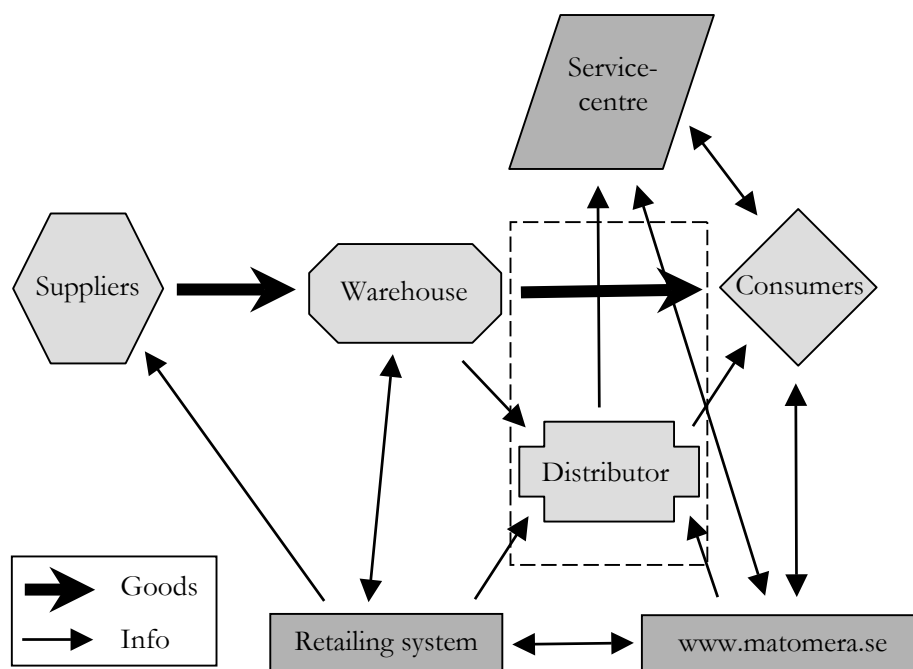 Service-
centre
Suppliers
Warehouse
Consumers
Distributor
Goods
Info
Retailing system
www.matomera.se